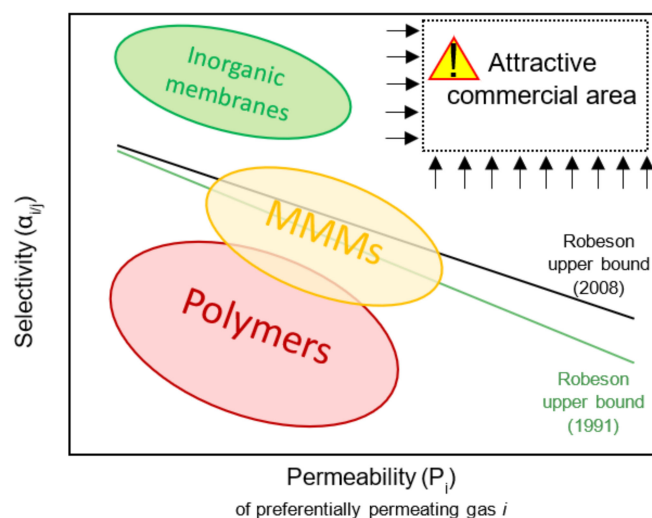 Inorganic
membranes
! Attractive
commercial area
MMMs
Polymers
Robeson
upper bound
(2008)
Robeson
upper bound
(1991)
Selectivity (αi/j)
Permeability (Pi)
of preferentially permeating gas i